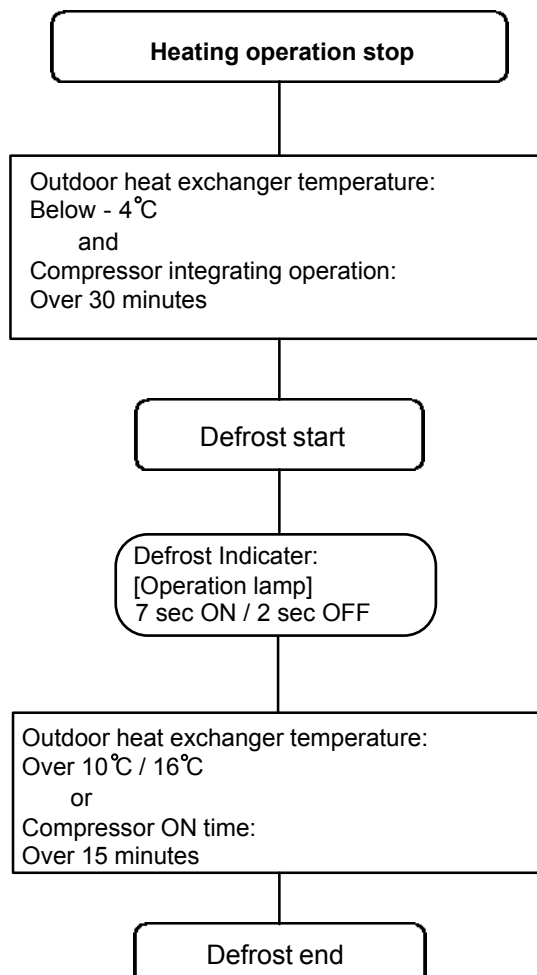 Heating operation stop
Outdoor heat exchanger temperature:
Below - 4°C
and
Compressor integrating operation:
Over 30 minutes
Defrost start
Defrost Indicater:
[Operation lamp]
7 sec ON / 2 sec OFF
Outdoor heat exchanger temperature:
Over 10°C / 16°C
or
Compressor ON time:
Over 15 minutes
Defrost end